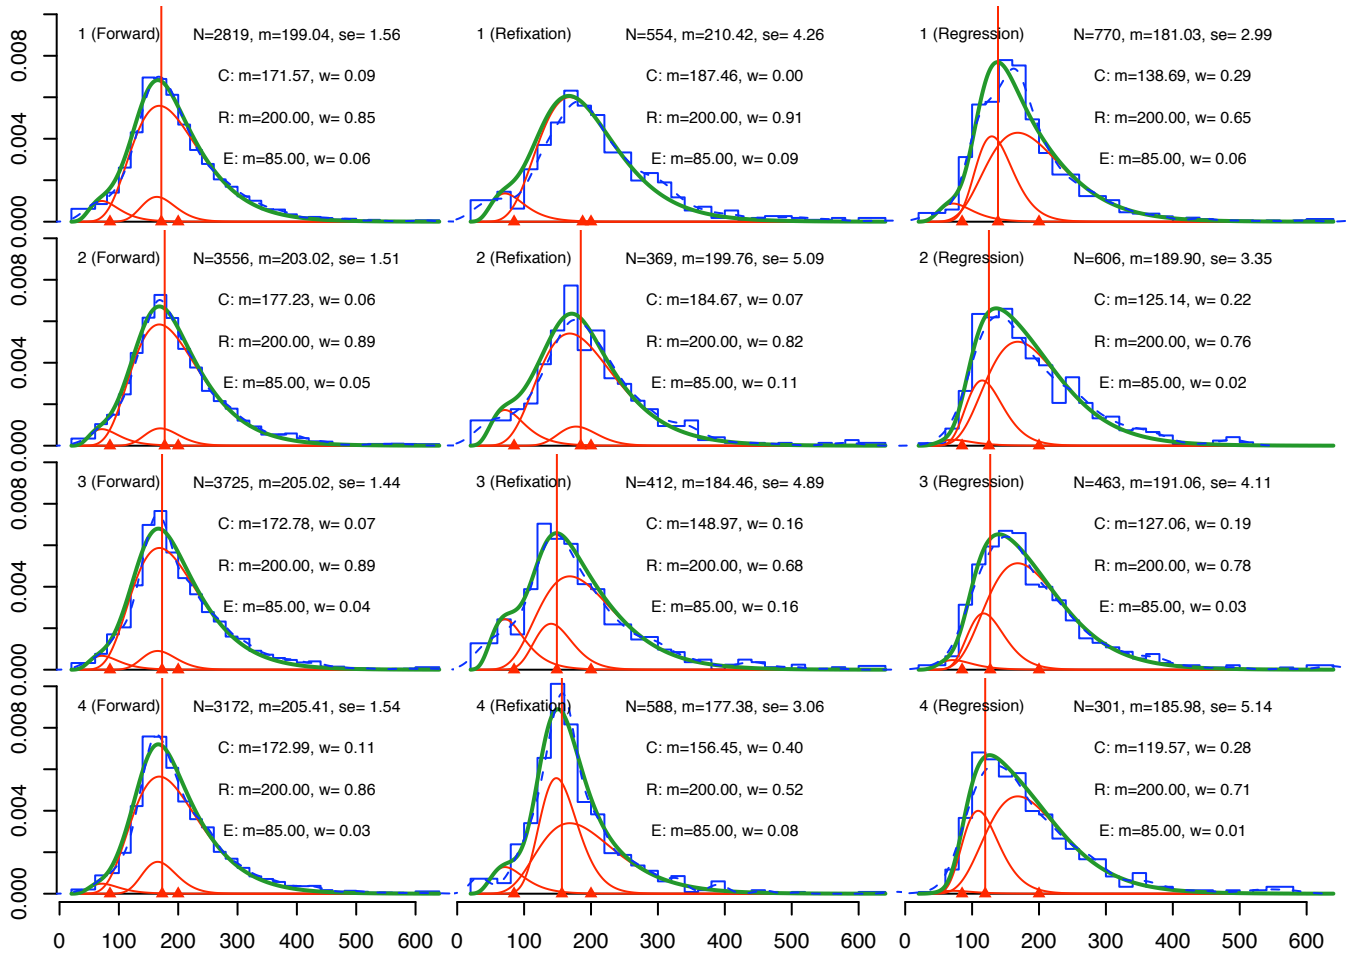 0.000 0.004 0.008
1 (Forward) N=2819, m=199.04, se= 1.56
C: m=171.57, w= 0.09
R: m=200.00, w= 0.85
E: m=85.00, w= 0.06
1 (Refixation) N=554, m=210.42, se= 4.26
C: m=187.46, w= 0.00
R: m=200.00, w= 0.91
E: m=85.00, w= 0.09
1 (Regression) N=770, m=181.03, se= 2.99
C: m=138.69, w= 0.29
R: m=200.00, w= 0.65
E: m=85.00, w= 0.06
0.000 0.004 0.008
2 (Forward) N=3556, m=203.02, se= 1.51
C: m=177.23, w= 0.06
R: m=200.00, w= 0.89
E: m=85.00, w= 0.05
2 (Refixation) N=369, m=199.76, se= 5.09
C: m=184.67, w= 0.07
R: m=200.00, w= 0.82
E: m=85.00, w= 0.11
2 (Regression) N=606, m=189.90, se= 3.35
C: m=125.14, w= 0.22
R: m=200.00, w= 0.76
E: m=85.00, w= 0.02
0.000 0.004 0.008
3 (Forward) N=3725, m=205.02, se= 1.44
C: m=172.78, w= 0.07
R: m=200.00, w= 0.89
E: m=85.00, w= 0.04
3 (Refixation) N=412, m=184.46, se= 4.89
C: m=148.97, w= 0.16
R: m=200.00, w= 0.68
E: m=85.00, w= 0.16
3 (Regression) N=463, m=191.06, se= 4.11
C: m=127.06, w= 0.19
R: m=200.00, w= 0.78
E: m=85.00, w= 0.03
0.000 0.004 0.008
4 (Forward) N=3172, m=205.41, se= 1.54
C: m=172.99, w= 0.11
R: m=200.00, w= 0.86
E: m=85.00, w= 0.03
4 (Refixation) N=588, m=177.38, se= 3.06
C: m=156.45, w= 0.40
R: m=200.00, w= 0.52
E: m=85.00, w= 0.08
4 (Regression) N=301, m=185.98, se= 5.14
C: m=119.57, w= 0.28
R: m=200.00, w= 0.71
E: m=85.00, w= 0.01
0 100 200 300 400 500 600
0 100 200 300 400 500 600
0 100 200 300 400 500 600